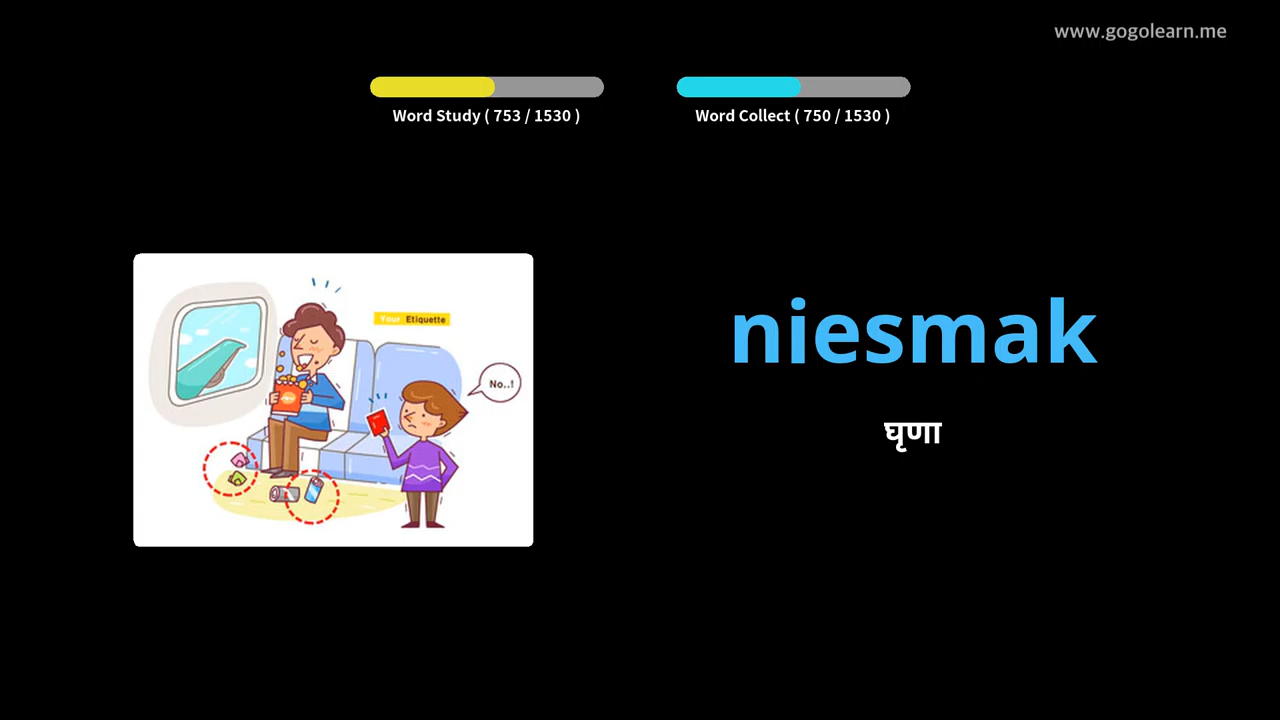 www.gogolearn.me
Word Study ( 753 / 1530 )
Word Collect ( 750 / 1530 )
Your Etiquette
No..!
niesmak
घृणा